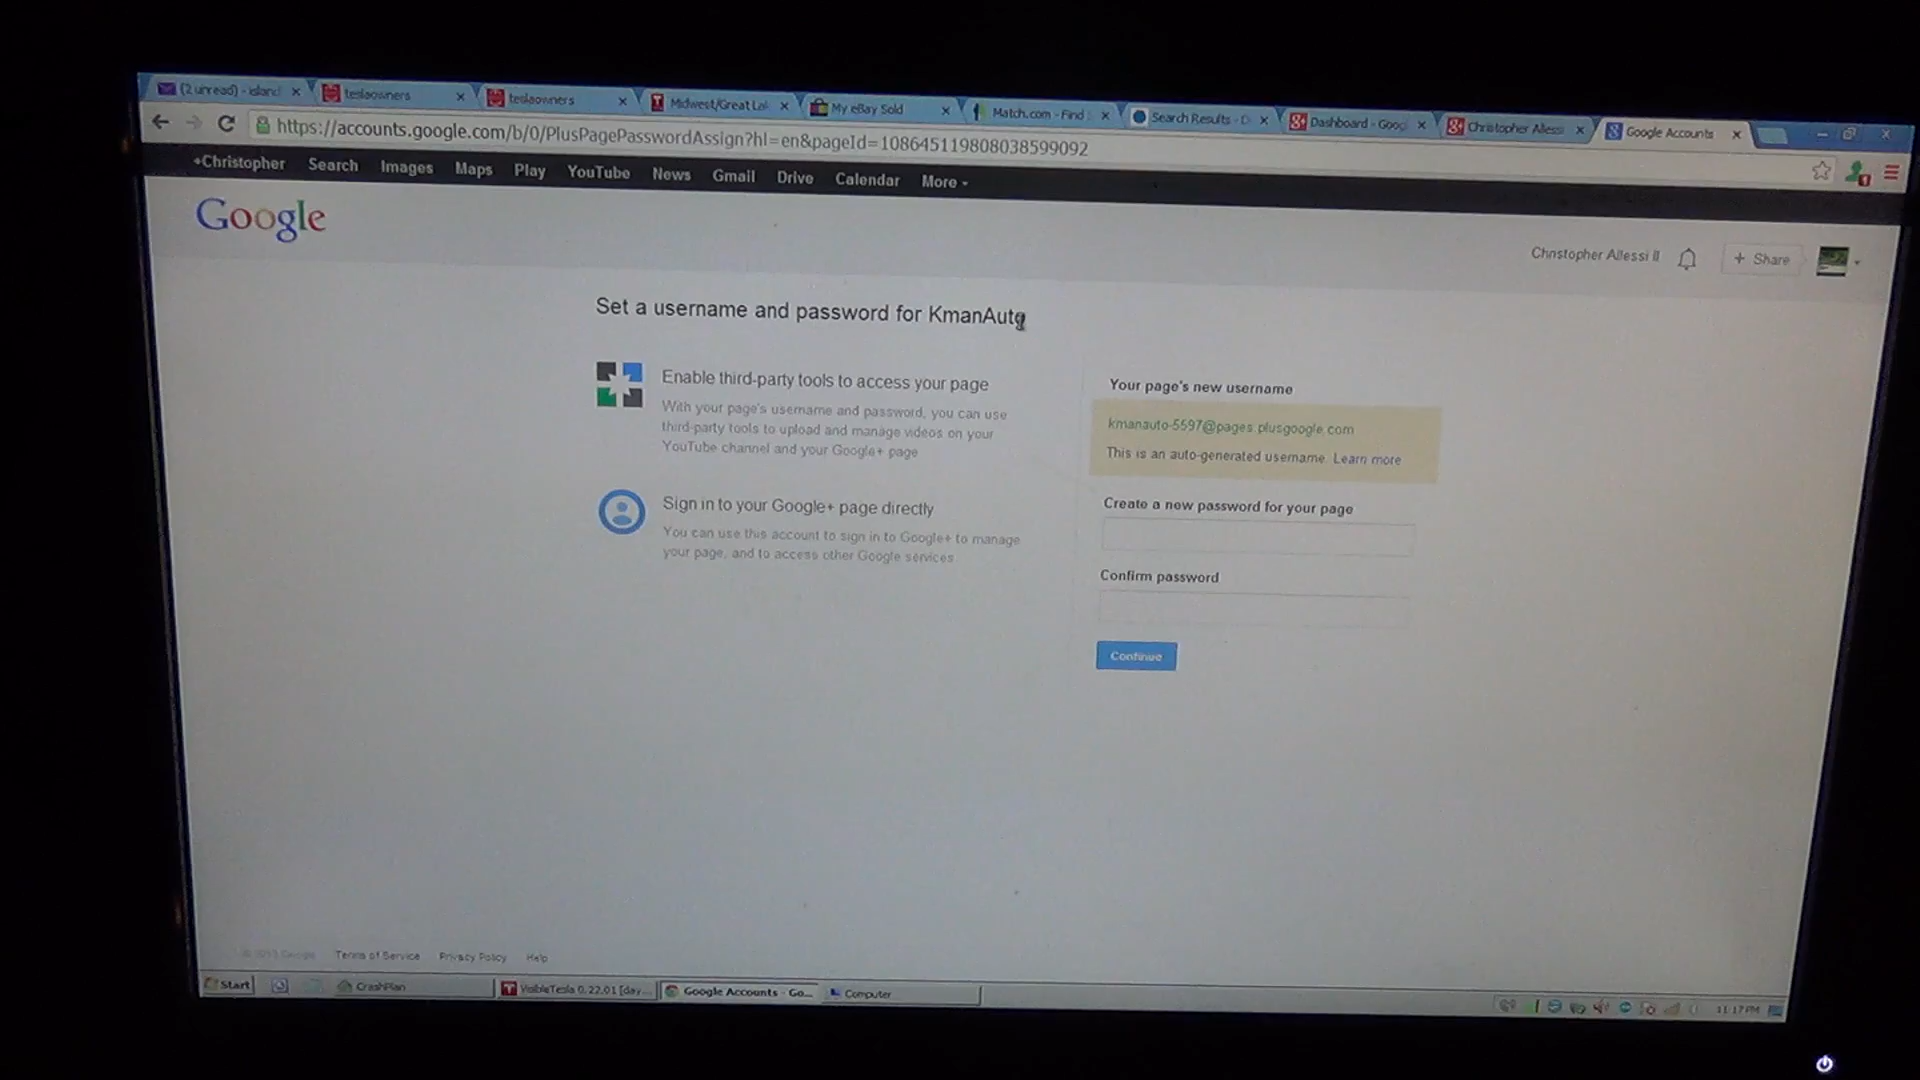 (2 unread) - island
teslaowners
teslaowners
Midwest/Great Lak
My eBay Sold
Match.com - Find
Search Results - D
Dashboard - Goog
Christopher Allessi
Google Accounts
https://accounts.google.com/b/0/PlusPagePasswordAssign?hl=en&pageId=108645119808038599092
+Christopher Search Images Maps Play YouTube News Gmail Drive Calendar More
Google
Christopher Allessi II
+ Share
Set a username and password for KmanAuto
Enable third-party tools to access your page
With your page's username and password, you can use
third-party tools to upload and manage videos on your
YouTube channel and your Google+ page
Sign in to your Google+ page directly
You can use this account to sign in to Google+ to manage
your page, and to access other Google services
Your page's new username
kmanauto-5597@pages.plusgoogle.com
This is an auto-generated username. Learn more
Create a new password for your page
Confirm password
Continue
© 2013 Google Terms of Service Privacy Policy Help
Start
CrashPlan
VisibleTesla 0.22.01 [day...
Google Accounts - Go...
Computer
11:17 PM